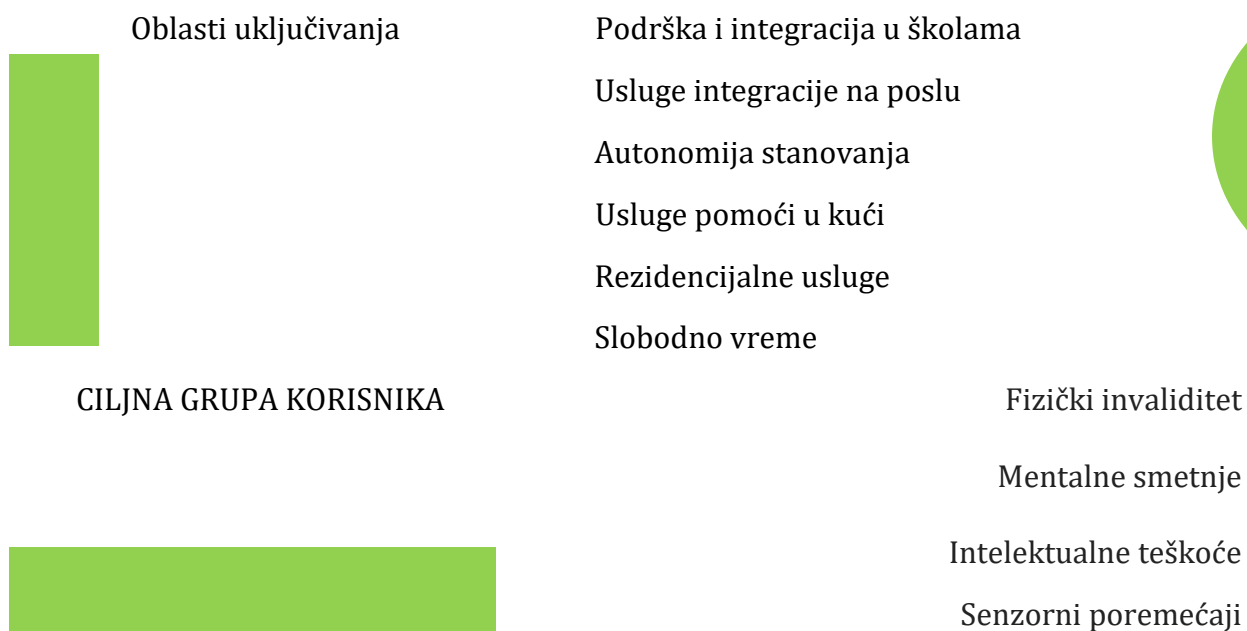 Oblasti uključivanja
Podrška i integracija u školama
Usluge integracije na poslu
Autonomija stanovanja
Usluge pomoći u kući
Rezidencijalne usluge
Slobodno vreme
CILJNA GRUPA KORISNIKA
Fizički invaliditet
Mentalne smetnje
Intelektualne teškoće
Senzorni poremećaji